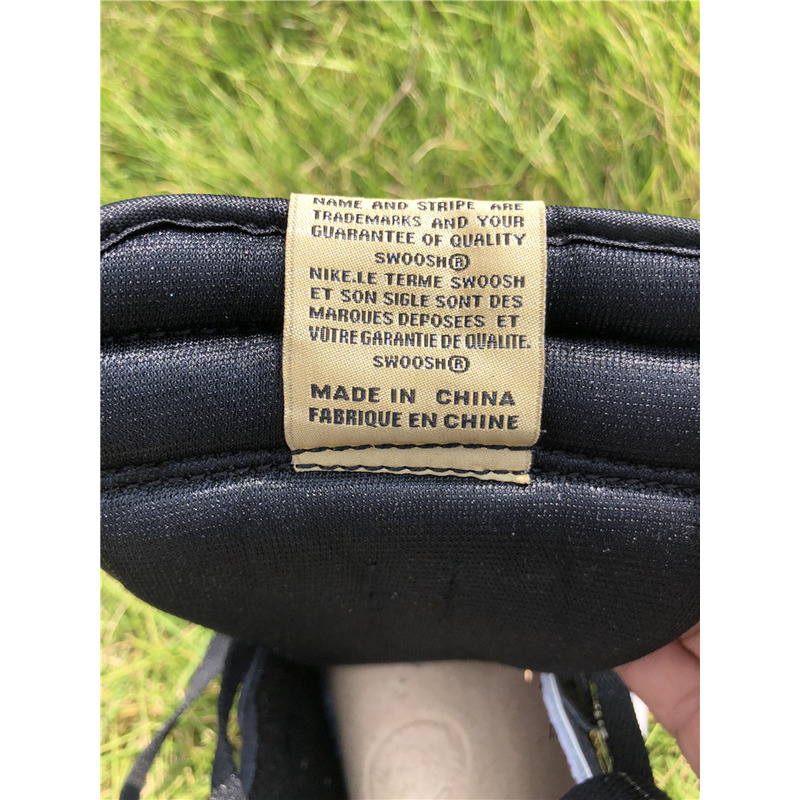 NAME AND STRIPE ARE
TRADEMARKS AND YOUR
GUARANTEE OF QUALITY
SWOOSH®
NIKE.LE TERME SWOOSH
ET SON SIGLE SONT DES
MARQUES DEPOSEES ET
VOTRE GARANTIE DE QUALITE.
SWOOSH®
MADE IN CHINA
FABRIQUE EN CHINE